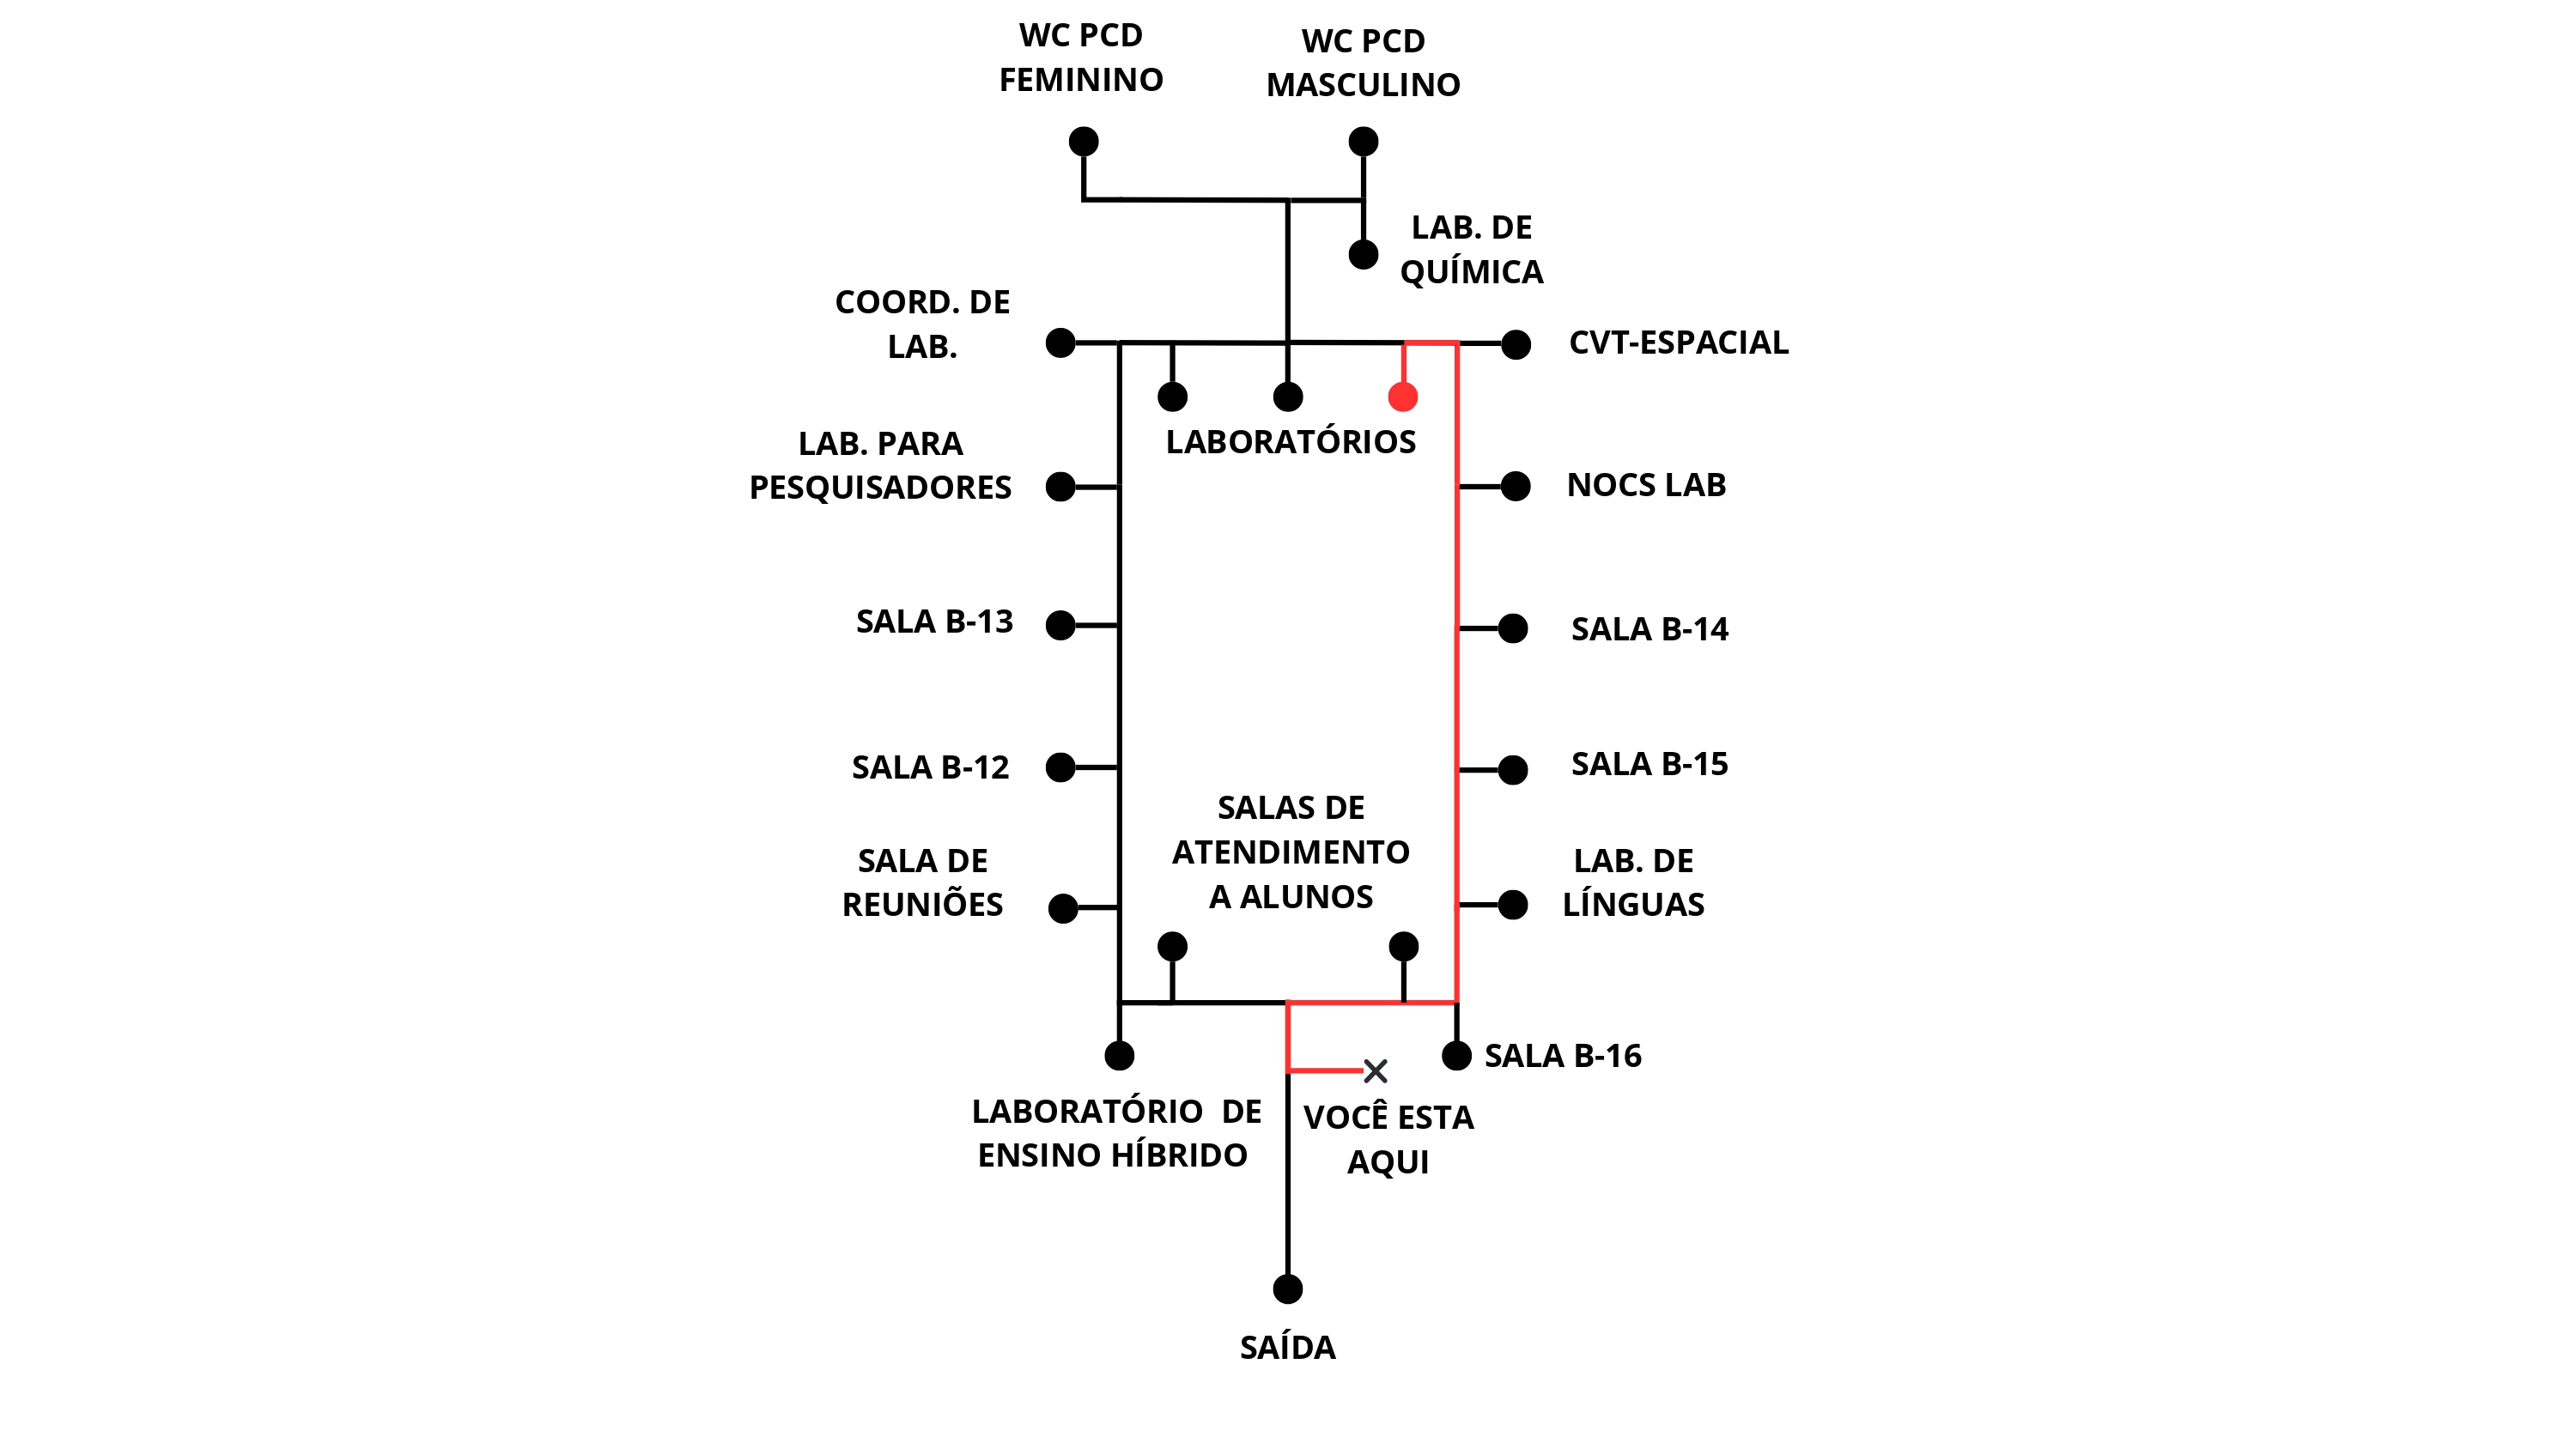 WC PCD
FEMININO
WC PCD
MASCULINO
LAB. DE
QUÍMICA
COORD. DE
LAB.
CVT-ESPACIAL
LABORATÓRIOS
LAB. PARA
PESQUISADORES
NOCS LAB
SALA B-13
SALA B-14
SALA B-12
SALA B-15
SALAS DE
ATENDIMENTO
A ALUNOS
SALA DE
REUNIÕES
LAB. DE
LÍNGUAS
SALA B-16
LABORATÓRIO  DE
ENSINO HÍBRIDO
VOCÊ ESTA
AQUI
SAÍDA